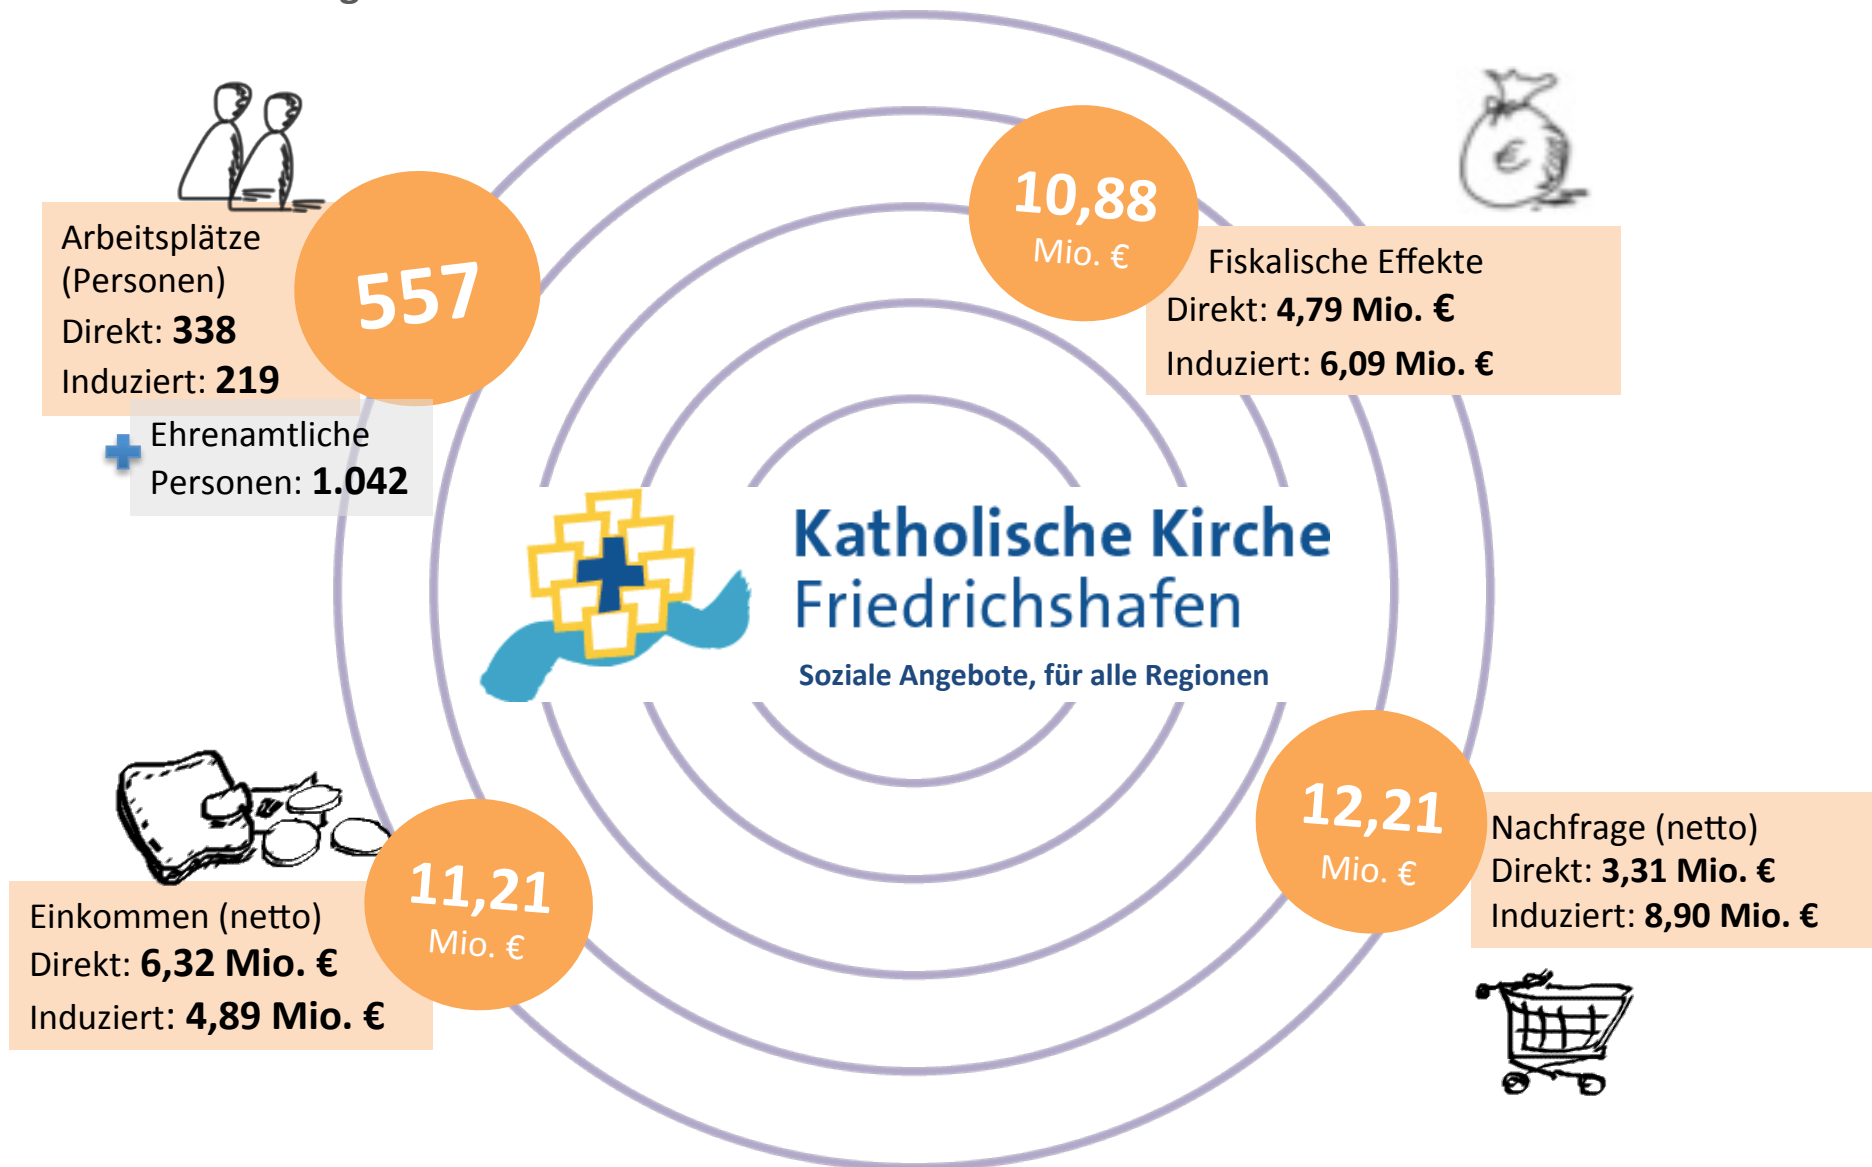 Arbeitsplätze
(Personen)
Direkt: 338
Induziert: 219
557
Ehrenamtliche
Personen: 1.042
10,88
Mio. €
Fiskalische Effekte
Direkt: 4,79 Mio. €
Induziert: 6,09 Mio. €
€
Katholische Kirche
Friedrichshafen
Soziale Angebote, für alle Regionen
11,21
Mio. €
Einkommen (netto)
Direkt: 6,32 Mio. €
Induziert: 4,89 Mio. €
12,21
Mio. €
Nachfrage (netto)
Direkt: 3,31 Mio. €
Induziert: 8,90 Mio. €